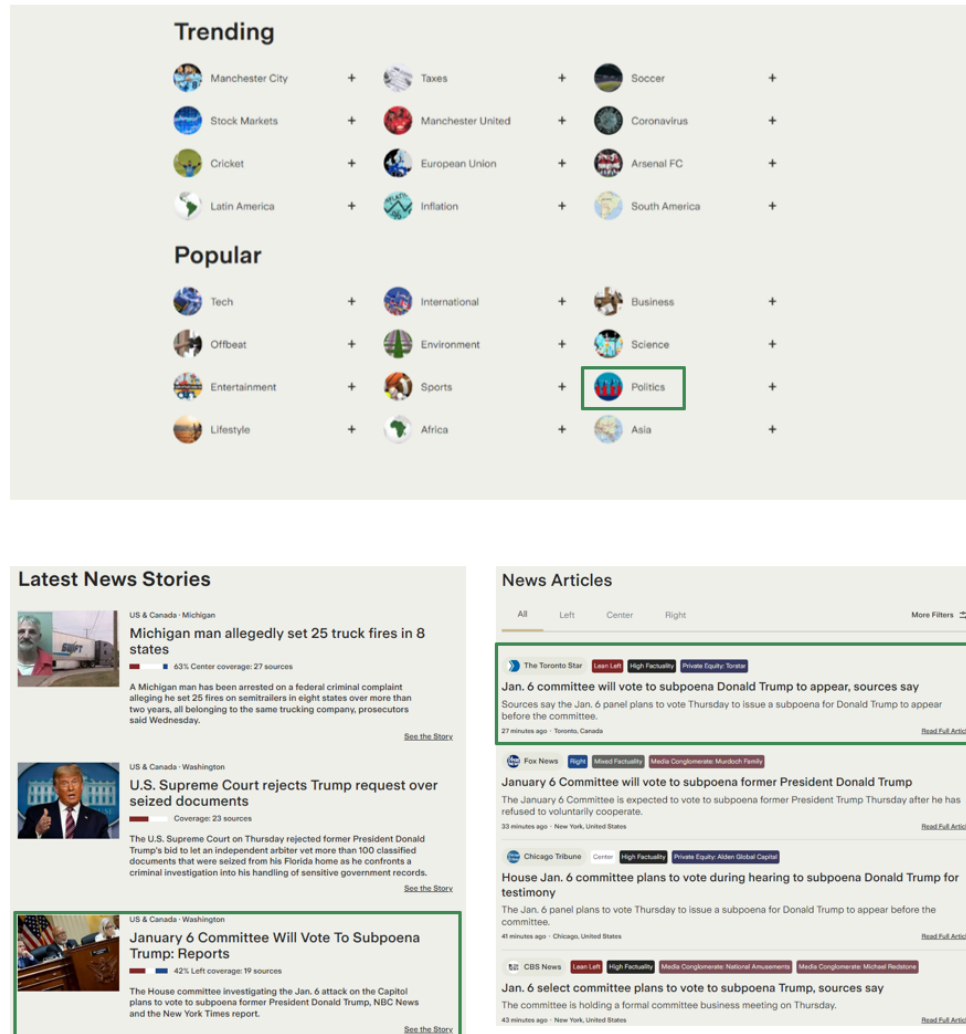 Trending
Manchester City + Taxes + Soccer +
Stock Markets + Manchester United + Coronavirus +
Cricket + European Union + Arsenal FC +
Latin America + Inflation + South America +
Popular
Tech + International + Business +
Offbeat + Environment + Science +
Entertainment + Sports + Politics +
Lifestyle + Africa + Asia +
Latest News Stories
US & Canada · Michigan
Michigan man allegedly set 25 truck fires in 8
states
63% Center coverage: 27 sources
A Michigan man has been arrested on a federal criminal complaint
alleging he set 25 fires on semitrailers in eight states over more than
two years, all belonging to the same trucking company, prosecutors
said Wednesday.
See the Story
US & Canada · Washington
U.S. Supreme Court rejects Trump request over
seized documents
Coverage: 23 sources
The U.S. Supreme Court on Thursday rejected former President Donald
Trump's bid to let an independent arbiter vet more than 100 classified
documents that were seized from his Florida home as he confronts a
criminal investigation into his handling of sensitive government records.
See the Story
US & Canada · Washington
January 6 Committee Will Vote To Subpoena
Trump: Reports
42% Left coverage: 19 sources
The House committee investigating the Jan. 6 attack on the Capitol
plans to vote to subpoena former President Donald Trump, NBC News
and the New York Times report.
See the Story
News Articles
All Left Center Right More Filters
The Toronto Star Lean Left High Factuality Private Equity: Torstar
Jan. 6 committee will vote to subpoena Donald Trump to appear, sources say
Sources say the Jan. 6 panel plans to vote Thursday to issue a subpoena for Donald Trump to appear
before the committee.
27 minutes ago · Toronto, Canada Read Full Artic
Fox News Right Mixed Factuality Media Conglomerate: Murdoch Family
January 6 Committee will vote to subpoena former President Donald Trump
The January 6 Committee is expected to vote to subpoena former President Trump Thursday after he has
refused to voluntarily cooperate.
33 minutes ago · New York, United States Read Full Artic
Chicago Tribune Center High Factuality Private Equity: Alden Global Capital
House Jan. 6 committee plans to vote during hearing to subpoena Donald Trump for
testimony
The Jan. 6 panel plans to vote Thursday to issue a subpoena for Donald Trump to appear before the
committee.
41 minutes ago · Chicago, United States Read Full Artic
CBS News Lean Left High Factuality Media Conglomerate: National Amusements Media Conglomerate: Michael Redstone
Jan. 6 select committee plans to vote to subpoena Trump, sources say
The committee is holding a formal committee business meeting on Thursday.
43 minutes ago · New York, United States Read Full Artic